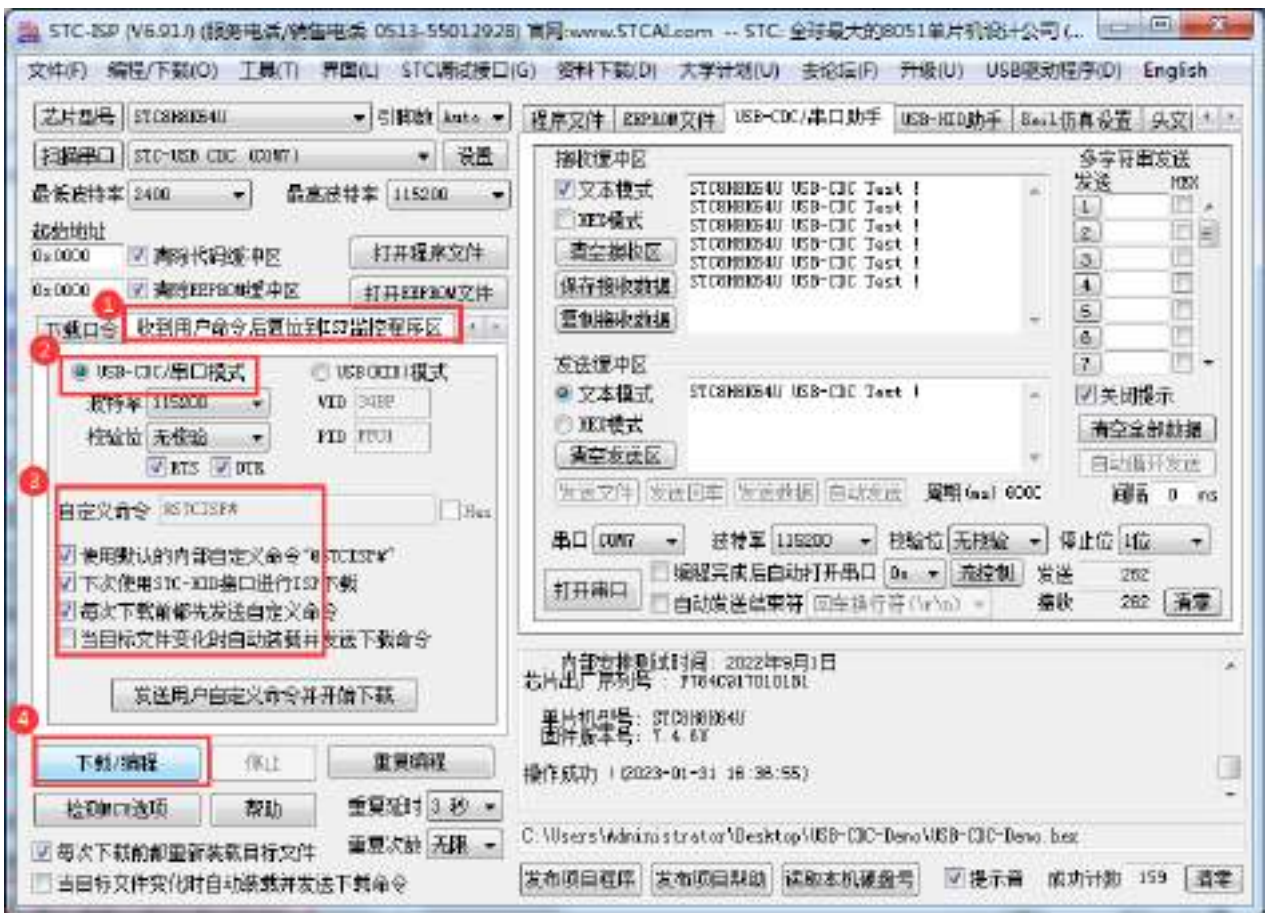 STC-ISP (V6.91J) (服务电话/销售电话 0513-55012928) 官网:www.STCAI.com -- STC: 全球最大的8051单片机设计公司 (...
文件(F) 编程/下载(O) 工具(T) 界面(L) STC调试接口(G) 资料下载(D) 大学计划(U) 去论坛(F) 升级(U) USB驱动程序(D) English
芯片型号 STC8H8K64U 引脚数 Auto
扫描串口 STC-USB CDC (COM7) 设置
最低波特率 2400 最高波特率 115200
起始地址
0x0000 清除代码缓冲区 打开程序文件
0x0000 清除EEPROM缓冲区 打开EEPROM文件
1
下载口令 收到用户命令后复位到ISP监控程序区
2
USB-CDC/串口模式 USB(HID)模式
波特率 115200 VID 34BF
校验位 无校验 PID
RTS DTR
3
自定义命令 @STCISP# Hex
使用默认的内部自定义命令"@STCISP#"
下次使用STC-HID接口进行ISP下载
每次下载前都先发送自定义命令
当目标文件变化时自动装载并发送下载命令
发送用户自定义命令并开始下载
4
下载/编程 停止 重复编程
检测MCU选项 帮助 重复延时 3 秒
重复次数 无限
每次下载前都重新装载目标文件
当目标文件变化时自动装载并发送下载命令
程序文件 EEPROM文件 USB-CDC/串口助手 USB-HID助手 Keil仿真设置 头文
接收缓冲区
文本模式
HEX模式
清空接收区
保存接收数据
复制接收数据
STC8H8K64U USB-CDC Test !
STC8H8K64U USB-CDC Test !
STC8H8K64U USB-CDC Test !
STC8H8K64U USB-CDC Test !
STC8H8K64U USB-CDC Test !
STC8H8K64U USB-CDC Test !
多字符串发送
发送 HEX
1
2
3
4
5
6
7
关闭提示
清空全部数据
自动循环发送
间隔 0 ms
发送缓冲区
文本模式
HEX模式
清空发送区
STC8H8K64U USB-CDC Test !
发送文件 发送回车 发送数据 自动发送 周期(ms) 6000
串口 COM7 波特率 115200 校验位 无校验 停止位 1位
打开串口 编程完成后自动打开串口 流控制 发送 262
自动发送结束符 回车换行符(\r\n) 接收 262 清零
内部安排测试时间: 2022年9月1日
芯片出厂序列号 :
单片机型号: STC8H8K64U
固件版本号: 7.4.6X
操作成功 ! (2023-01-31 16:36:55)
C:\Users\Administrator\Desktop\USB-CDC-Demo\USB-CDC-Demo.hex
发布项目程序 发布项目帮助 读取本机硬盘号 提示音 成功计数 159 清零